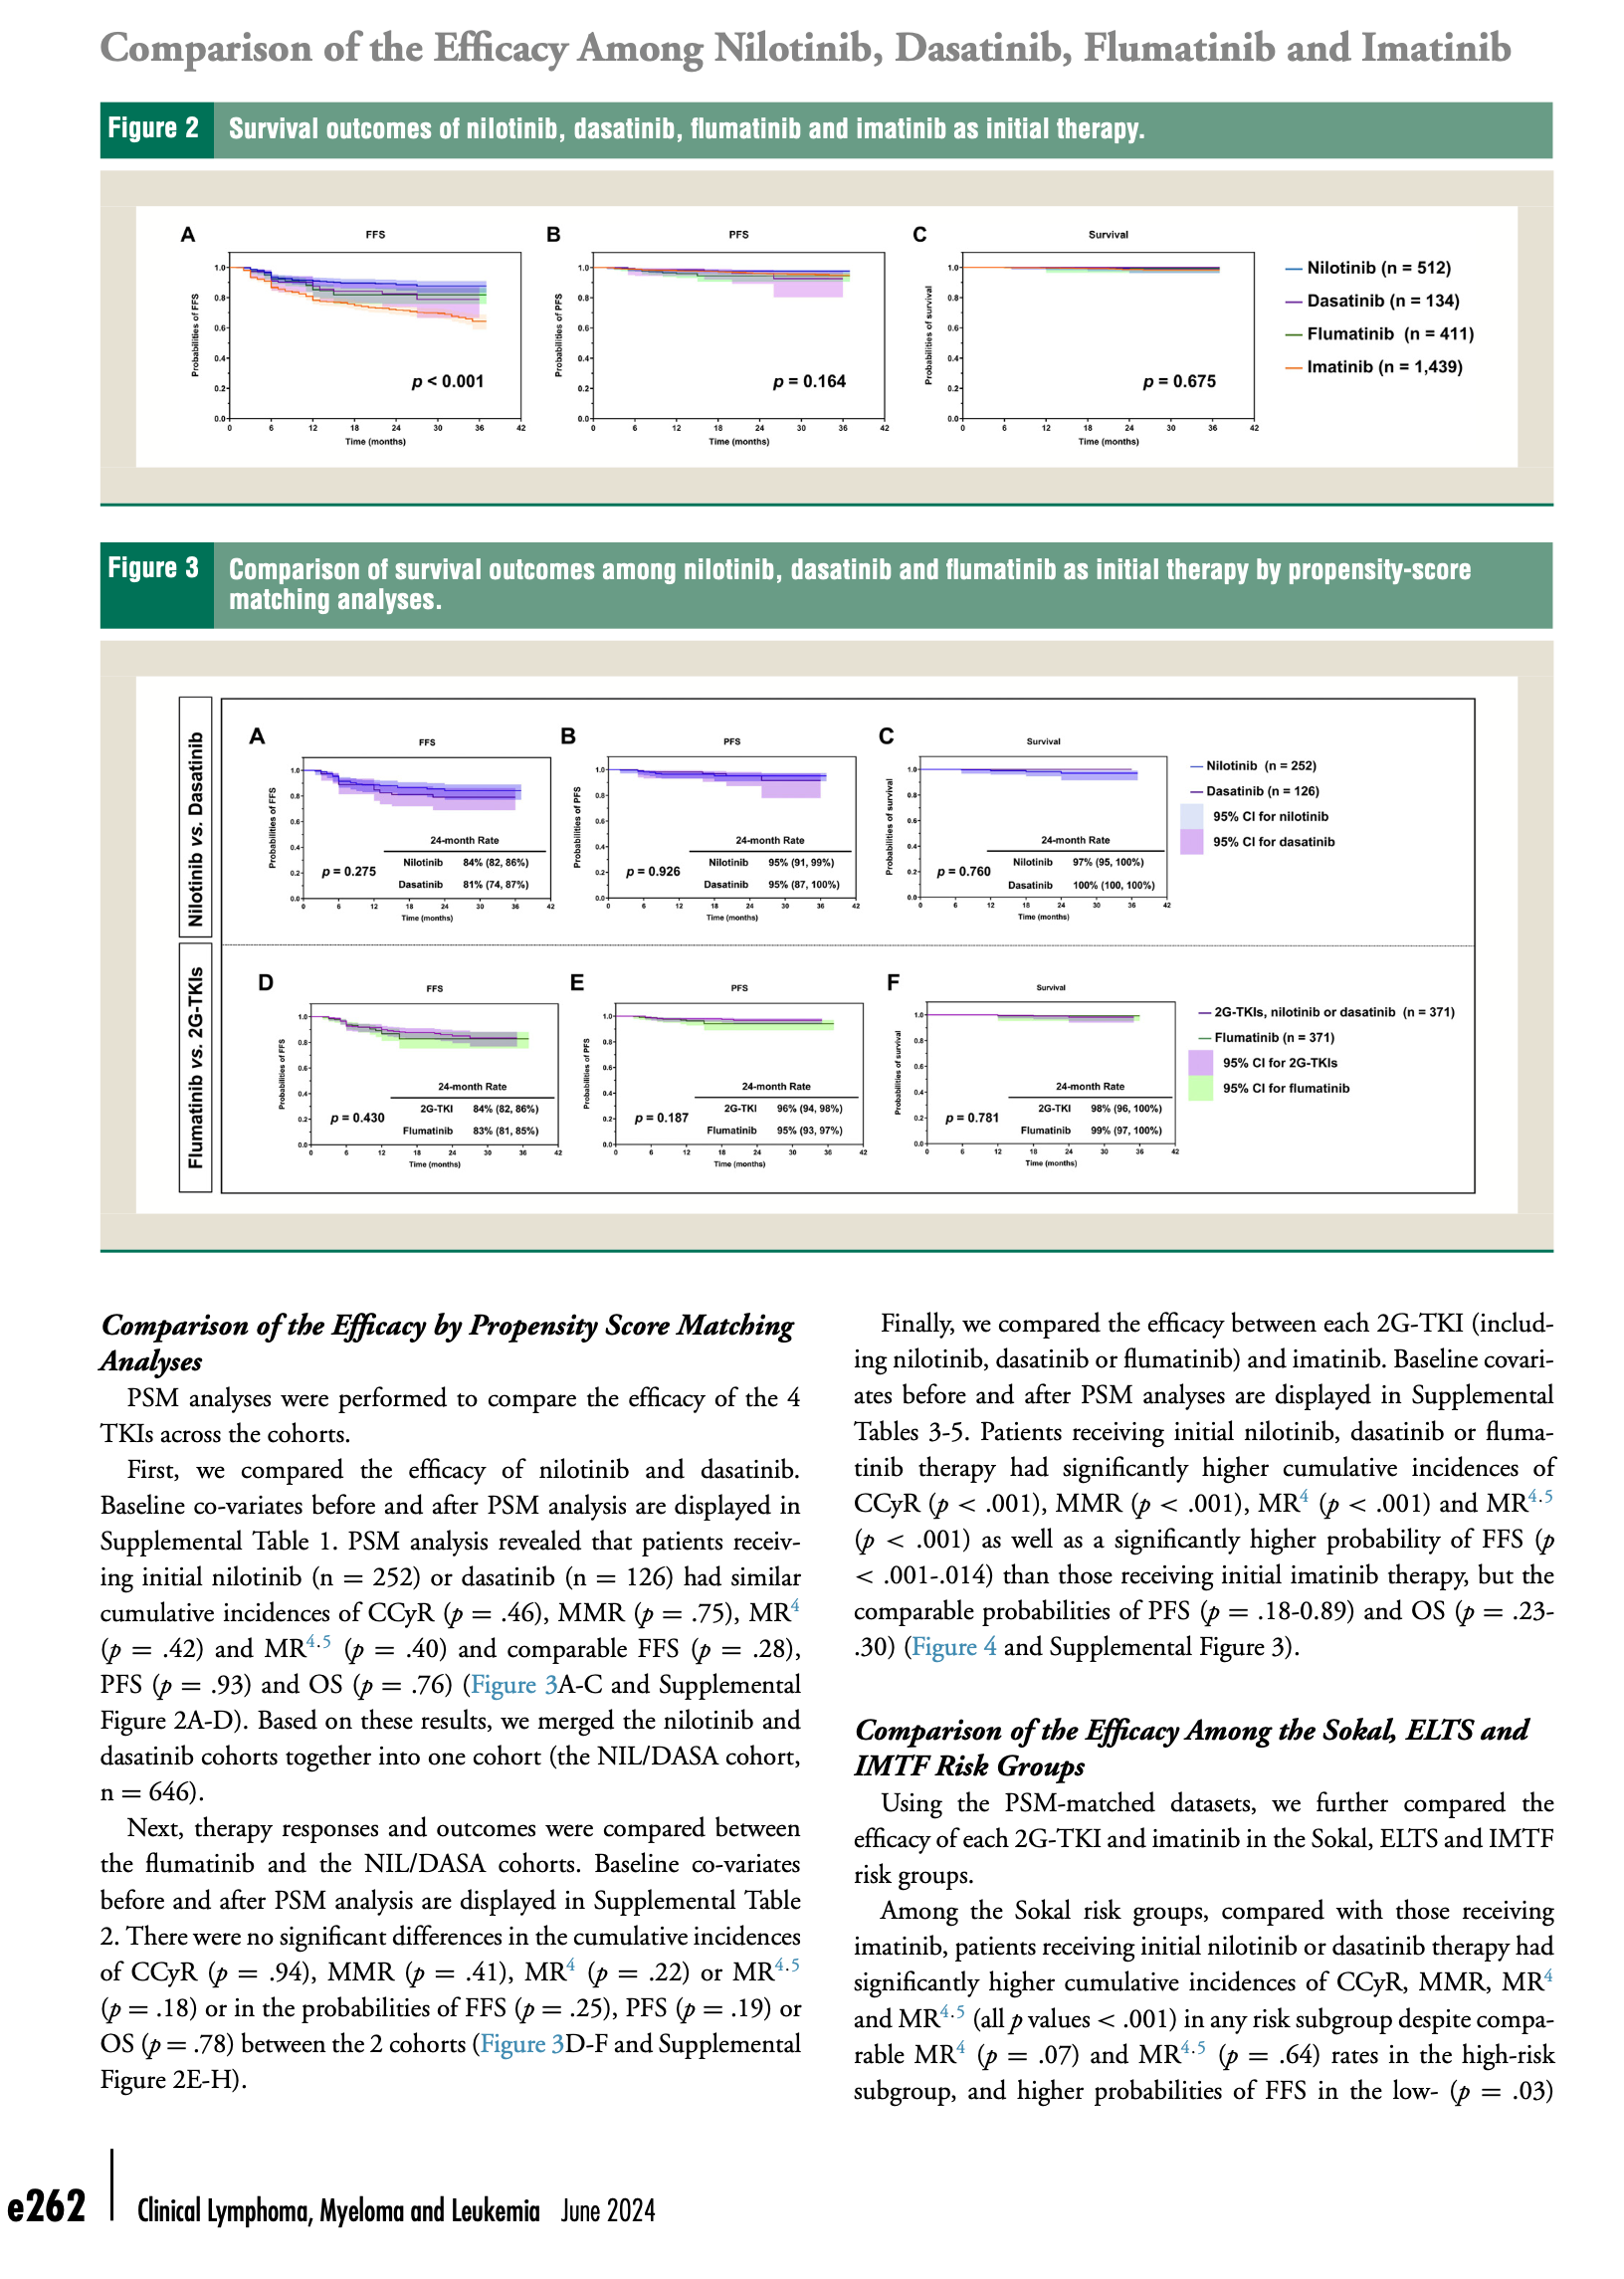 Comparison of the Efficacy Among Nilotinib, Dasatinib, Flumatinib and Imatinib
Figure 2 Survival outcomes of nilotinib, dasatinib, flumatinib and imatinib as initial therapy.
A
FFS
Probabilities of FFS
1.0
0.8
0.6
0.4
0.2
0.0
p < 0.001
0 6 12 18 24 30 36 42
Time (months)
B
PFS
Probabilities of PFS
1.0
0.8
0.6
0.4
0.2
0.0
p = 0.164
0 6 12 18 24 30 36 42
Time (months)
C
Survival
Probabilities of survival
1.0
0.8
0.6
0.4
0.2
0.0
p = 0.675
0 6 12 18 24 30 36 42
Time (months)
Nilotinib (n = 512)
Dasatinib (n = 134)
Flumatinib (n = 411)
Imatinib (n = 1,439)
Figure 3 Comparison of survival outcomes among nilotinib, dasatinib and flumatinib as initial therapy by propensity-score
matching analyses.
Nilotinib vs. Dasatinib
A
FFS
Probabilities of FFS
1.0
0.8
0.6
0.4
0.2
0.0
24-month Rate
Nilotinib 84% (82, 86%)
Dasatinib 81% (74, 87%)
p = 0.275
0 6 12 18 24 30 36 42
Time (months)
B
PFS
Probabilities of PFS
1.0
0.8
0.6
0.4
0.2
0.0
24-month Rate
Nilotinib 95% (91, 99%)
Dasatinib 95% (87, 100%)
p = 0.926
0 6 12 18 24 30 36 42
Time (months)
C
Survival
Probabilities of survival
1.0
0.8
0.6
0.4
0.2
0.0
24-month Rate
Nilotinib 97% (95, 100%)
Dasatinib 100% (100, 100%)
p = 0.760
0 6 12 18 24 30 36 42
Time (months)
Nilotinib (n = 252)
Dasatinib (n = 126)
95% CI for nilotinib
95% CI for dasatinib
Flumatinib vs. 2G-TKIs
D
FFS
Probabilities of FFS
1.0
0.8
0.6
0.4
0.2
0.0
24-month Rate
2G-TKI 84% (82, 86%)
Flumatinib 83% (81, 85%)
p = 0.430
0 6 12 18 24 30 36 42
Time (months)
E
PFS
Probabilities of PFS
1.0
0.8
0.6
0.4
0.2
0.0
24-month Rate
2G-TKI 96% (94, 98%)
Flumatinib 95% (93, 97%)
p = 0.187
0 6 12 18 24 30 36 42
Time (months)
F
Survival
Probabilities of survival
1.0
0.8
0.6
0.4
0.2
0.0
24-month Rate
2G-TKI 98% (96, 100%)
Flumatinib 99% (97, 100%)
p = 0.781
0 6 12 18 24 30 36 42
Time (months)
2G-TKIs, nilotinib or dasatinib (n = 371)
Flumatinib (n = 371)
95% CI for 2G-TKIs
95% CI for flumatinib
Comparison of the Efficacy by Propensity Score Matching
Analyses
PSM analyses were performed to compare the efficacy of the 4
TKIs across the cohorts.
First, we compared the efficacy of nilotinib and dasatinib.
Baseline co-variates before and after PSM analysis are displayed in
Supplemental Table 1. PSM analysis revealed that patients receiv-
ing initial nilotinib (n = 252) or dasatinib (n = 126) had similar
cumulative incidences of CCyR (p = .46), MMR (p = .75), MR4
(p = .42) and MR4.5 (p = .40) and comparable FFS (p = .28),
PFS (p = .93) and OS (p = .76) (Figure 3A-C and Supplemental
Figure 2A-D). Based on these results, we merged the nilotinib and
dasatinib cohorts together into one cohort (the NIL/DASA cohort,
n = 646).
Next, therapy responses and outcomes were compared between
the flumatinib and the NIL/DASA cohorts. Baseline co-variates
before and after PSM analysis are displayed in Supplemental Table
2. There were no significant differences in the cumulative incidences
of CCyR (p = .94), MMR (p = .41), MR4 (p = .22) or MR4.5
(p = .18) or in the probabilities of FFS (p = .25), PFS (p = .19) or
OS (p = .78) between the 2 cohorts (Figure 3D-F and Supplemental
Figure 2E-H).
Finally, we compared the efficacy between each 2G-TKI (includ-
ing nilotinib, dasatinib or flumatinib) and imatinib. Baseline covari-
ates before and after PSM analyses are displayed in Supplemental
Tables 3-5. Patients receiving initial nilotinib, dasatinib or fluma-
tinib therapy had significantly higher cumulative incidences of
CCyR (p < .001), MMR (p < .001), MR4 (p < .001) and MR4.5
(p < .001) as well as a significantly higher probability of FFS (p
< .001-.014) than those receiving initial imatinib therapy, but the
comparable probabilities of PFS (p = .18-0.89) and OS (p = .23-
.30) (Figure 4 and Supplemental Figure 3).
Comparison of the Efficacy Among the Sokal, ELTS and
IMTF Risk Groups
Using the PSM-matched datasets, we further compared the
efficacy of each 2G-TKI and imatinib in the Sokal, ELTS and IMTF
risk groups.
Among the Sokal risk groups, compared with those receiving
imatinib, patients receiving initial nilotinib or dasatinib therapy had
significantly higher cumulative incidences of CCyR, MMR, MR4
and MR4.5 (all p values < .001) in any risk subgroup despite compa-
rable MR4 (p = .07) and MR4.5 (p = .64) rates in the high-risk
subgroup, and higher probabilities of FFS in the low- (p = .03)
e262 Clinical Lymphoma, Myeloma and Leukemia June 2024